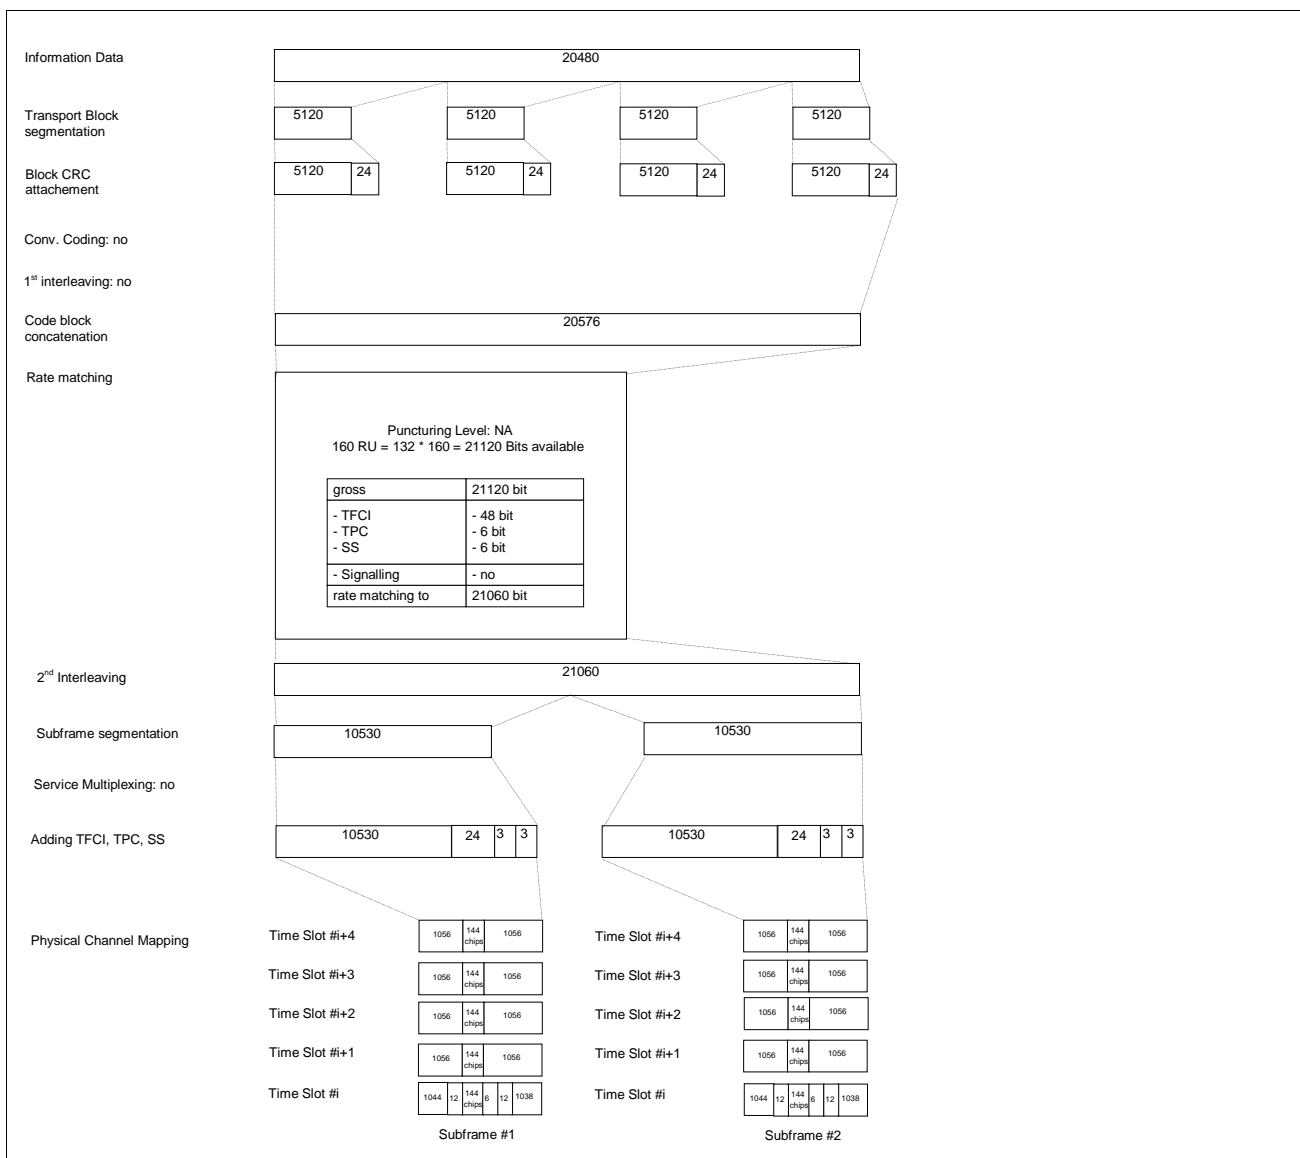 Information Data
20480
Transport Block
segmentation
5120 5120 5120 5120
Block CRC
attachement
5120 24 5120 24 5120 24 5120 24
Conv. Coding: no
1st interleaving: no
Code block
concatenation
20576
Rate matching
Puncturing Level: NA
160 RU = 132 * 160 = 21120 Bits available
gross 21120 bit
- TFCI - 48 bit
- TPC - 6 bit
- SS - 6 bit
- Signalling - no
rate matching to 21060 bit
2nd Interleaving
21060
Subframe segmentation
10530 10530
Service Multiplexing: no
Adding TFCI, TPC, SS
10530 24 3 3 10530 24 3 3
Physical Channel Mapping
Time Slot #i+4 1056 144 chips 1056 Time Slot #i+4 1056 144 chips 1056
Time Slot #i+3 1056 144 chips 1056 Time Slot #i+3 1056 144 chips 1056
Time Slot #i+2 1056 144 chips 1056 Time Slot #i+2 1056 144 chips 1056
Time Slot #i+1 1056 144 chips 1056 Time Slot #i+1 1056 144 chips 1056
Time Slot #i 1044 12 144 chips 6 12 1038 Time Slot #i 1044 12 144 chips 6 12 1038
Subframe #1 Subframe #2